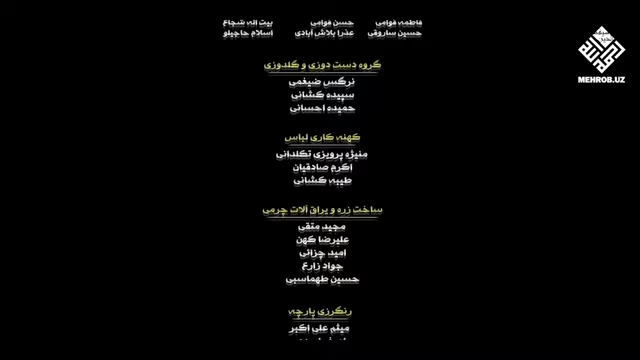 فاطمه قوامی حسن قوامی بیت اله شجاع
حسین ساروقی عذرا بلاش آبادی اسلام حاجیلو
گروه دست دوزی و گلدوزی
نرگس ضیغمی
سپیده کشانی
حمیده احسانی
کهنه کاری لباس
منیژه پرویزی تکلدانی
اکرم صادقیان
طیبه کشانی
ساخت زره و یراق آلات چرمی
مجید متقی
علیرضا کهن
امید چزانی
جواد زارع
حسین طهماسبی
رنگرزی پارچه
میثم علی اکبر
MEHROB.UZ